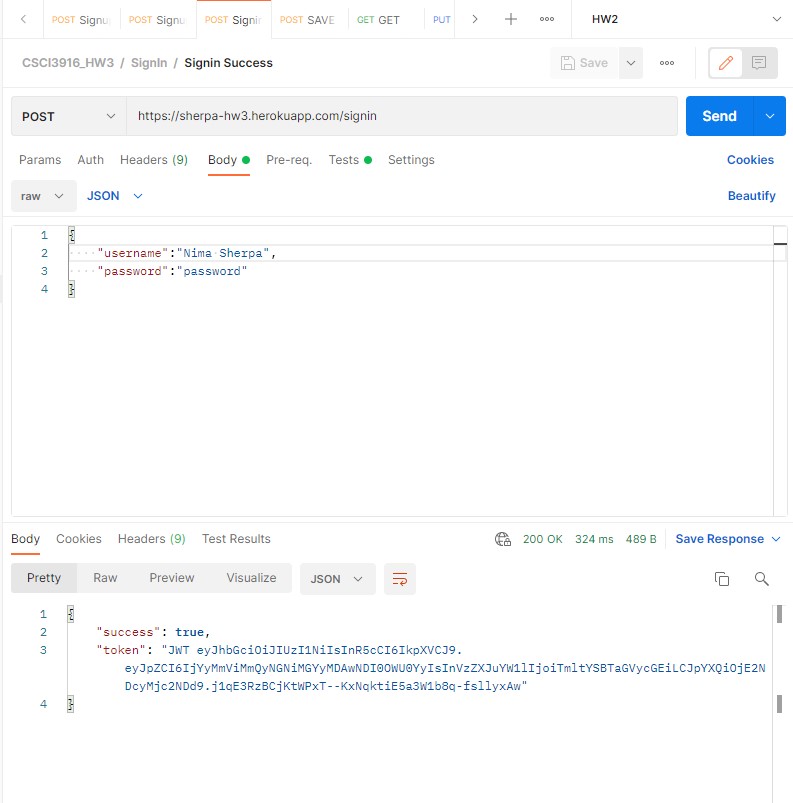 POST Signu
POST Signu
POST Signin
POST SAVE
GET GET
PUT
HW2
CSCI3916_HW3 / SignIn / Signin Success
Save
POST
https://sherpa-hw3.herokuapp.com/signin
Send
Params Auth Headers (9) Body Pre-req. Tests Settings Cookies
raw JSON Beautify
1 {
2 "username":"Nima Sherpa",
3 "password":"password"
4 }
Body Cookies Headers (9) Test Results 200 OK 324 ms 489 B Save Response
Pretty Raw Preview Visualize JSON
1 {
2 "success": true,
3 "token": "JWT eyJhbGciOiJIUzI1NiIsInR5cCI6IkpXVCJ9.
eyJpZCI6IjYyMmViMmQyNGNiMGYyMDAwNDI0OWU0YyIsInVzZXJuYW1lIjoiTmltYSBTaGVycGEiLCJpYXQiOjE2N
DcyMjc2NDd9.j1qE3RzBCjKtWPxT--KxNqktiE5a3W1b8q-fsllyxAw"
4 }